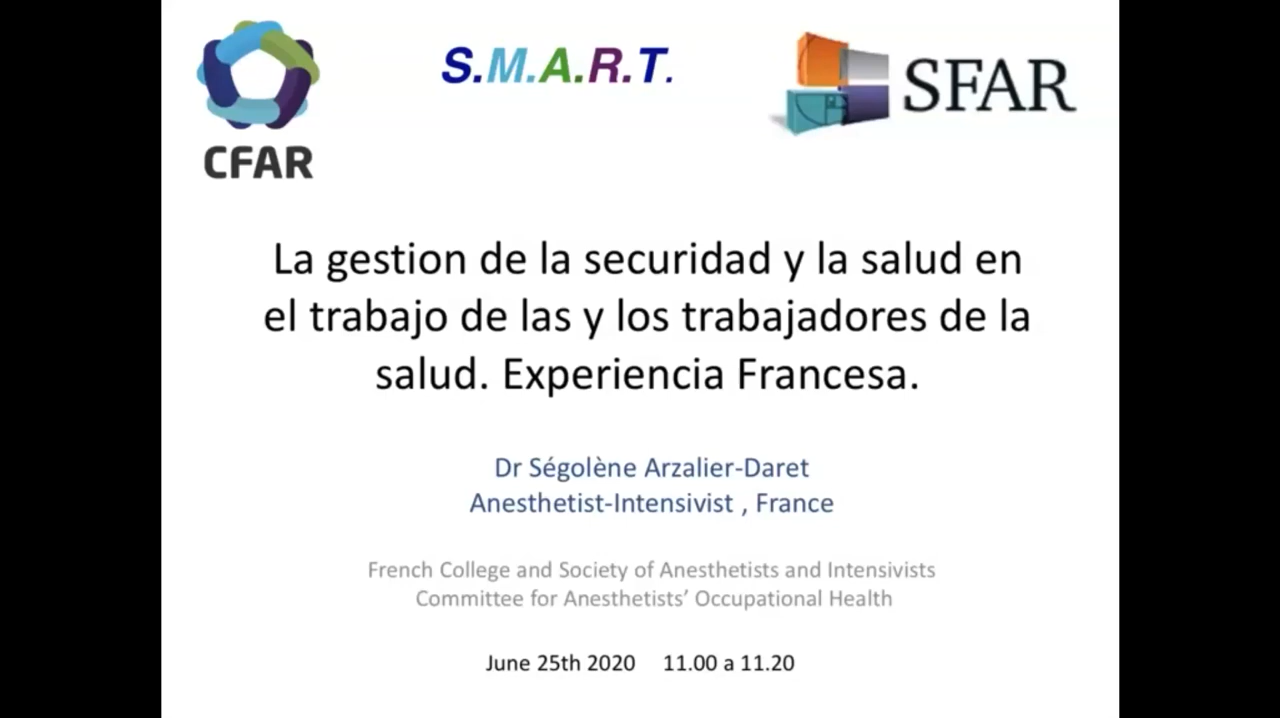 CFAR
S.M.A.R.T.
SFAR
La gestion de la securidad y la salud en
el trabajo de las y los trabajadores de la
salud. Experiencia Francesa.
Dr Ségolène Arzalier-Daret
Anesthetist-Intensivist , France
French College and Society of Anesthetists and Intensivists
Committee for Anesthetists’ Occupational Health
June 25th 2020 11.00 a 11.20